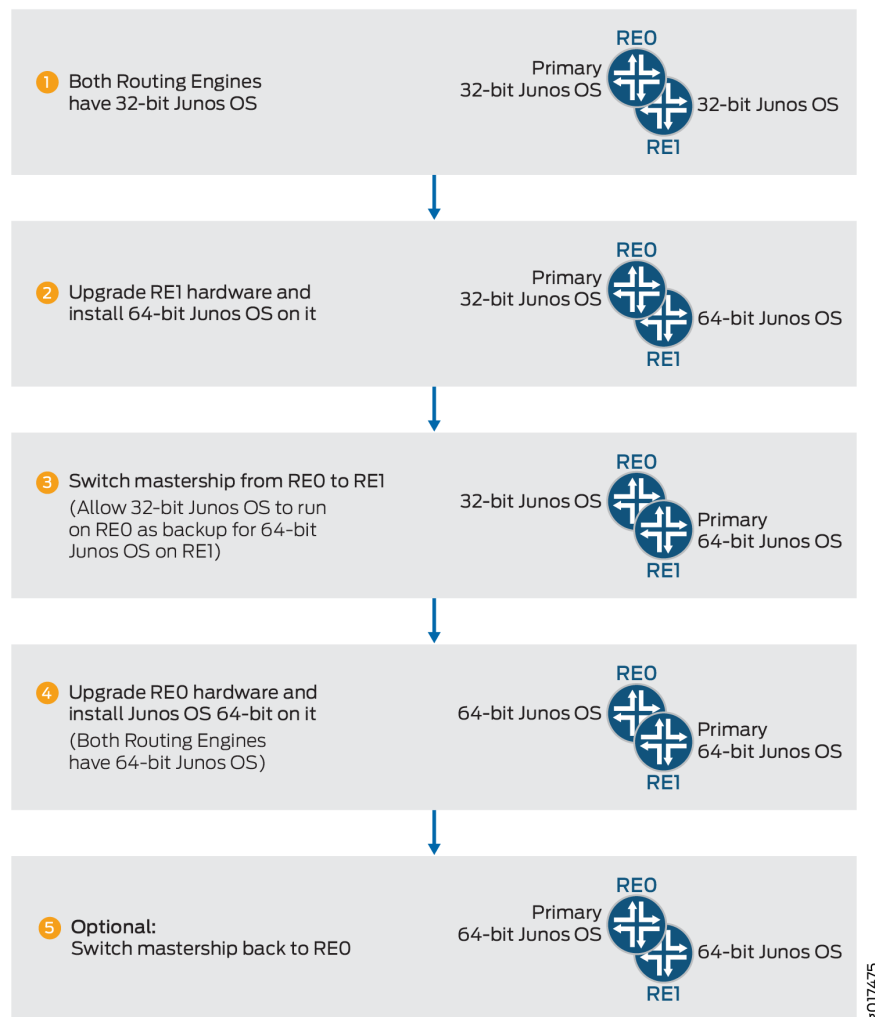 RE0
1 Both Routing Engines
have 32-bit Junos OS
Primary
32-bit Junos OS
32-bit Junos OS
RE1
RE0
2 Upgrade RE1 hardware and
install 64-bit Junos OS on it
Primary
32-bit Junos OS
64-bit Junos OS
RE1
RE0
3 Switch mastership from RE0 to RE1
(Allow 32-bit Junos OS to run
on RE0 as backup for 64-bit
Junos OS on RE1)
32-bit Junos OS
Primary
64-bit Junos OS
RE1
RE0
4 Upgrade RE0 hardware and
install Junos OS 64-bit on it
(Both Routing Engines
have 64-bit Junos OS)
64-bit Junos OS
Primary
64-bit Junos OS
RE1
RE0
5 Optional:
Switch mastership back to RE0
Primary
64-bit Junos OS
64-bit Junos OS
RE1
g017475